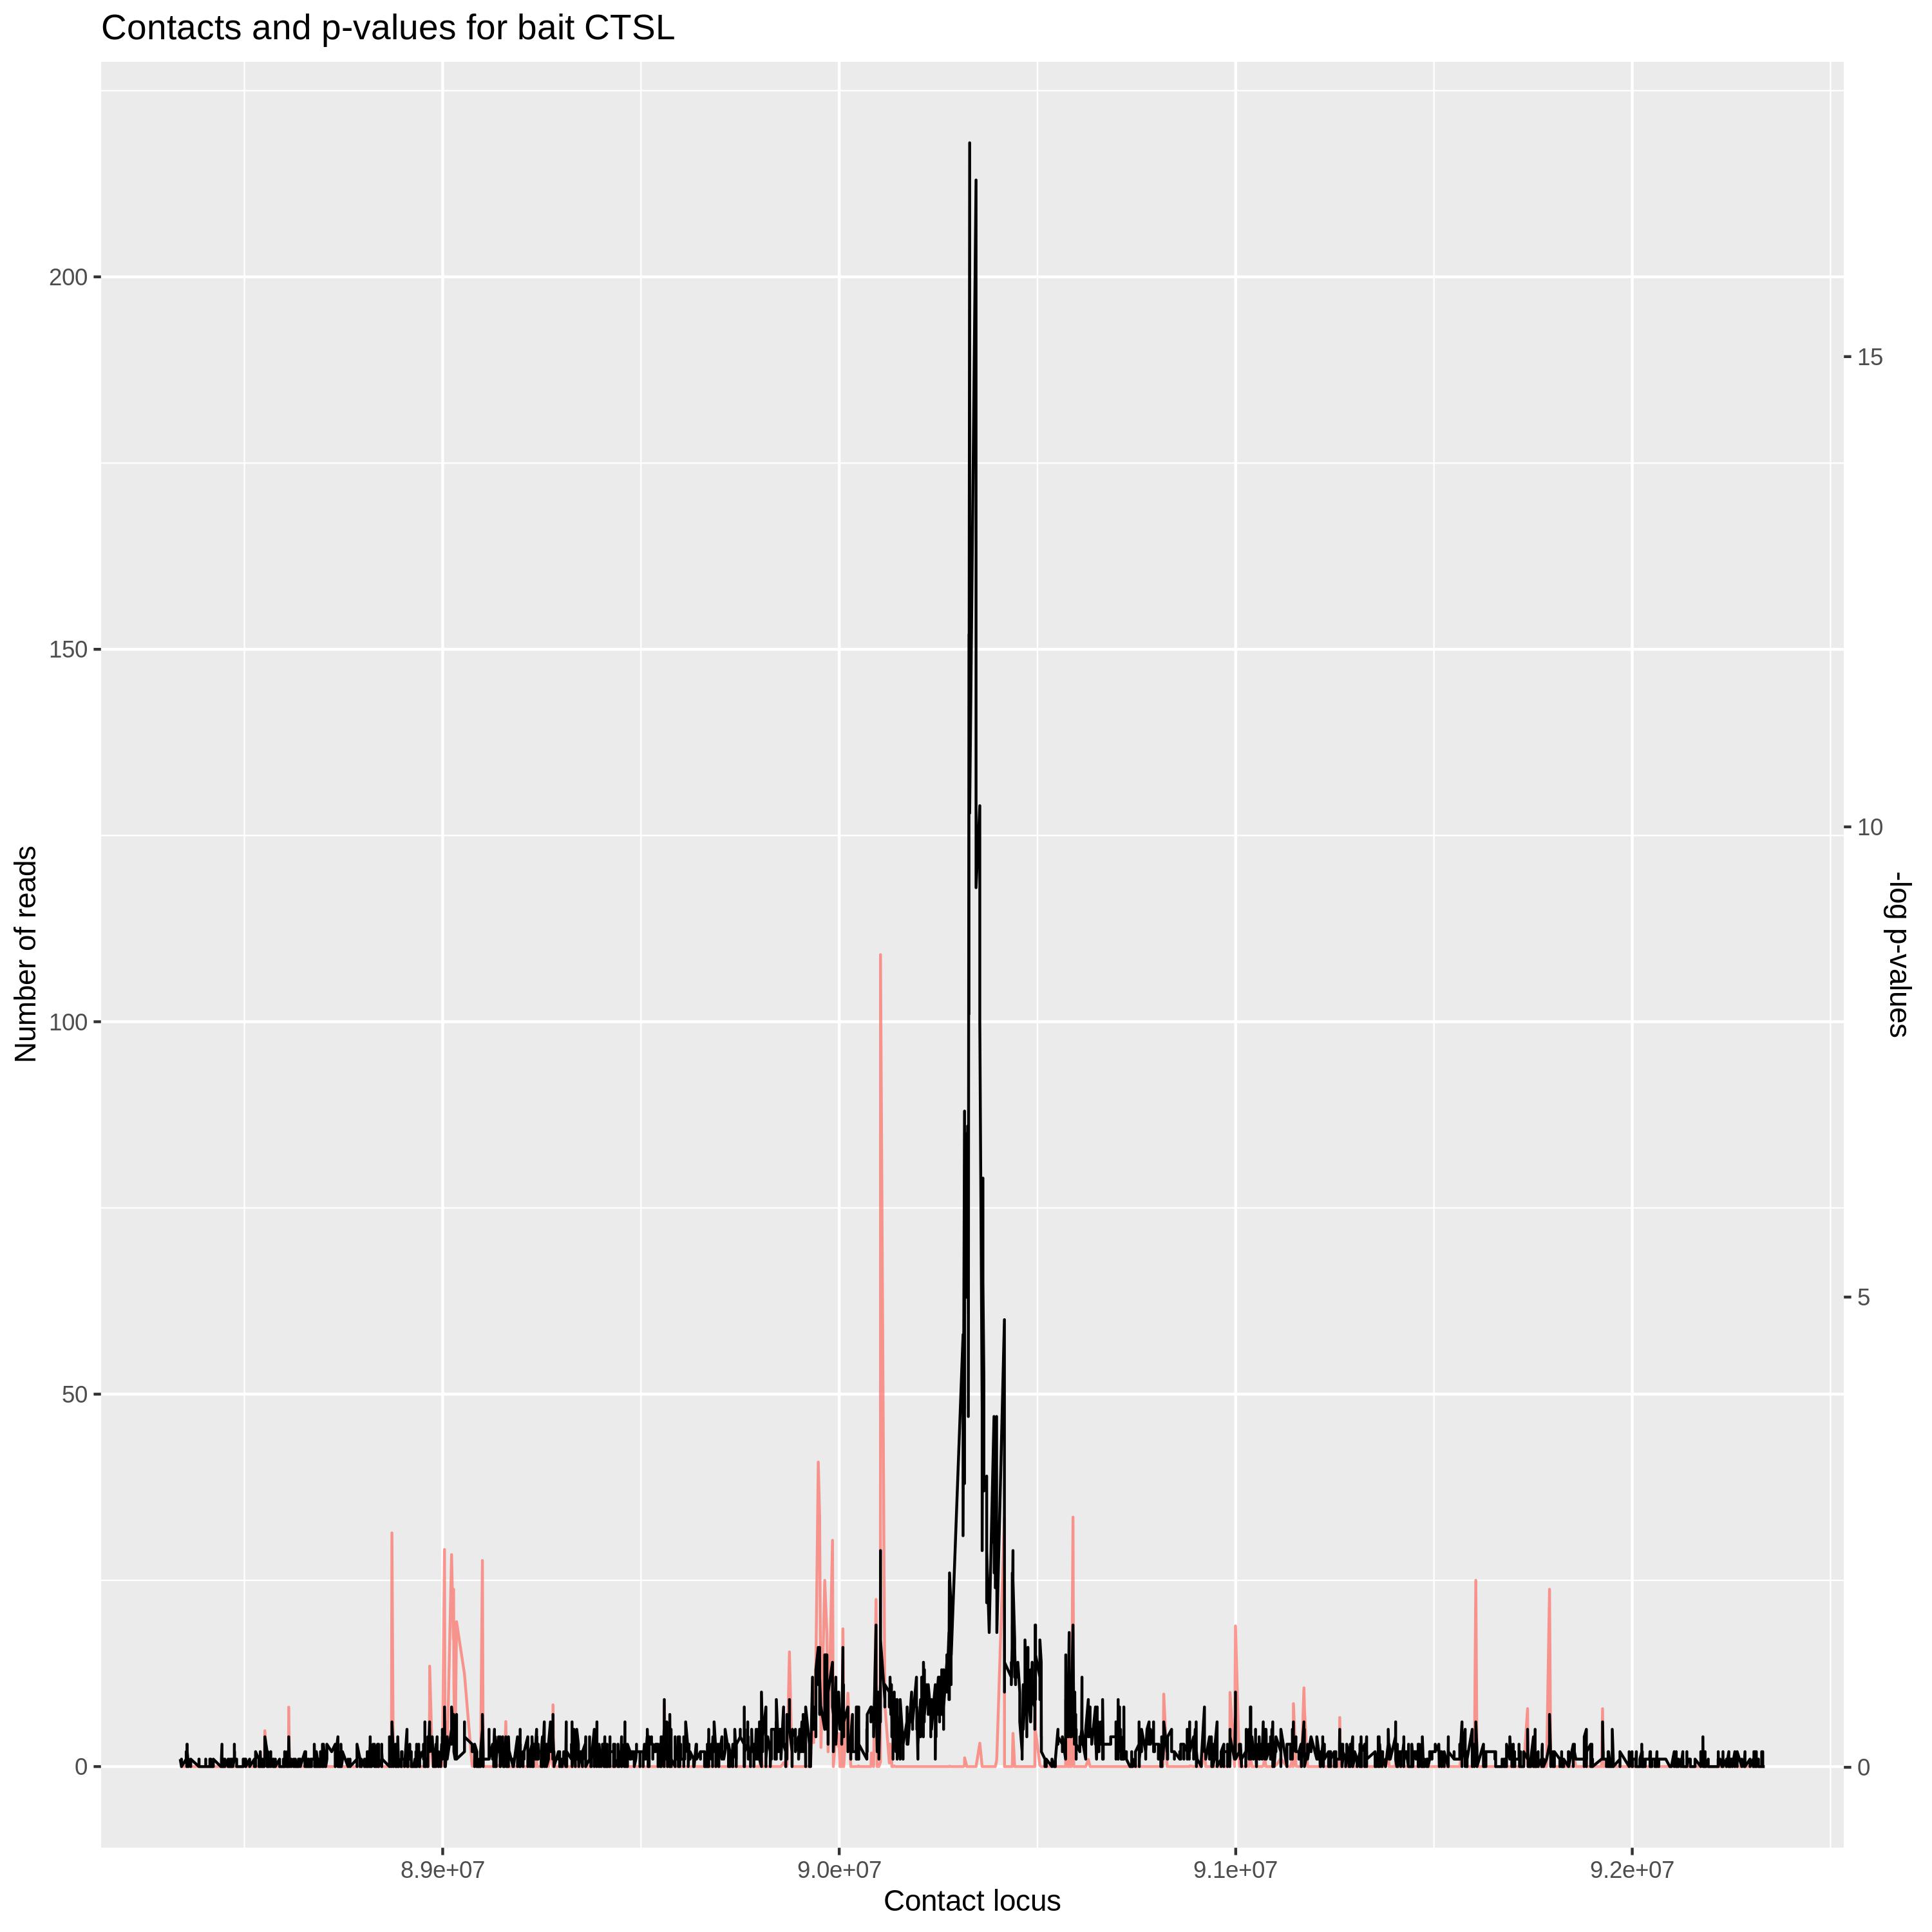 Contacts and p-values for bait CTSL
Number of reads
200
150
100
50
0
15
10
5
0
-log p-values
8.9e+07
9.0e+07
9.1e+07
9.2e+07
Contact locus